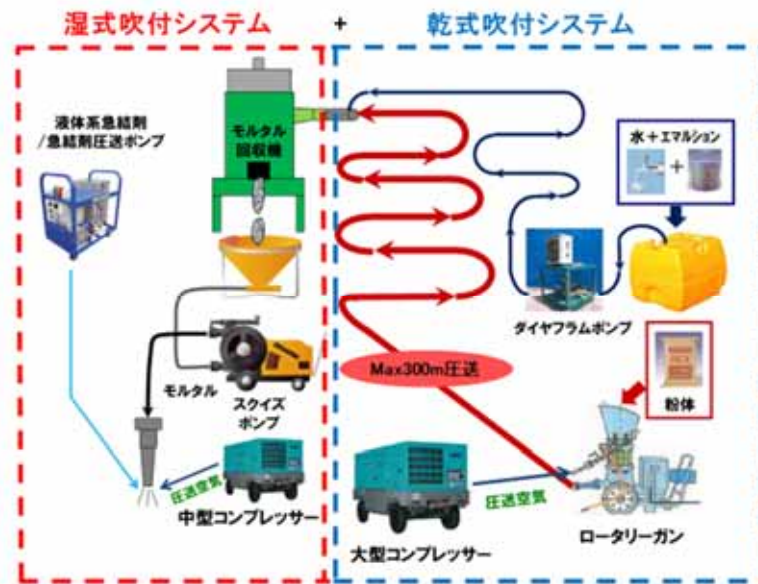 湿式吹付システム
+
乾式吹付システム
液体系急結剤
/急結剤圧送ポンプ
モルタル
回収機
水+エマルション
+
ダイヤフラムポンプ
Max300m圧送
粉体
モルタル
スクイズ
ポンプ
圧送空気
中型コンプレッサー
圧送空気
大型コンプレッサー
ロータリーガン